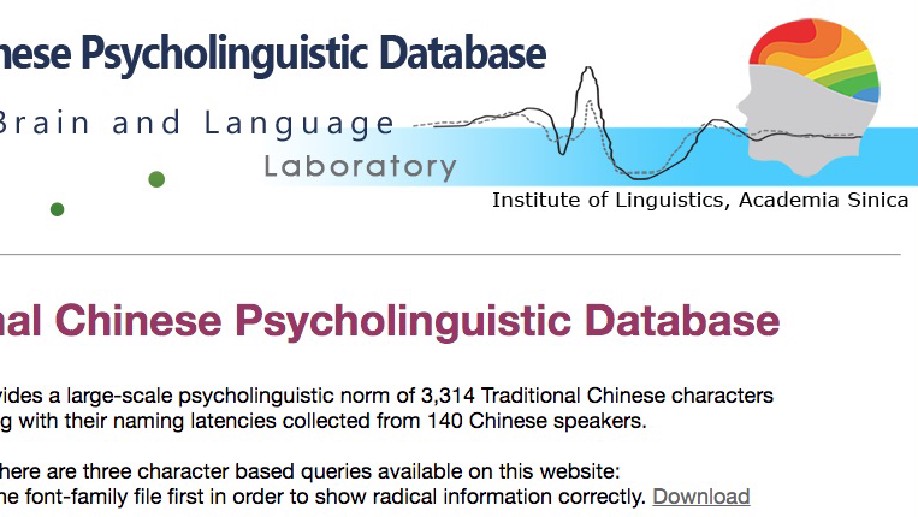 nese Psycholinguistic Database
Brain and Language
Laboratory
Institute of Linguistics, Academia Sinica
nal Chinese Psycholinguistic Database
vides a large-scale psycholinguistic norm of 3,314 Traditional Chinese characters
g with their naming latencies collected from 140 Chinese speakers.
here are three character based queries available on this website:
he font-family file first in order to show radical information correctly. Download